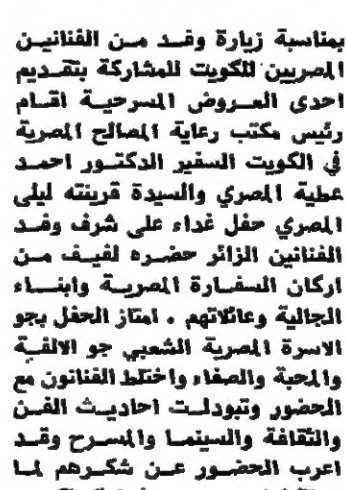 بمناسبة زيارة وفد من الفنانين
المصريين للكويت للمشاركة بتقديم
احدى العروض المسرحية اقام
رئيس مكتب رعاية المصالح المصرية
في الكويت السفير الدكتور احمد
عطية المصري والسيدة قرينته ليلى
المصري حفل غداء على شرف وفد
الفنانين الزائر حضره لفيف من
اركان السفارة المصرية وابناء
الجالية وعائلاتهم . امتاز الحفل بجو
الاسرة المصرية الشعبي جو الالفة
والمحبة والصفاء واختلط الفنانون مع
الحضور وتبودلت احاديث الفن
والثقافة والسينما والمسرح وقد
اعرب الحضور عن شكرهم لما